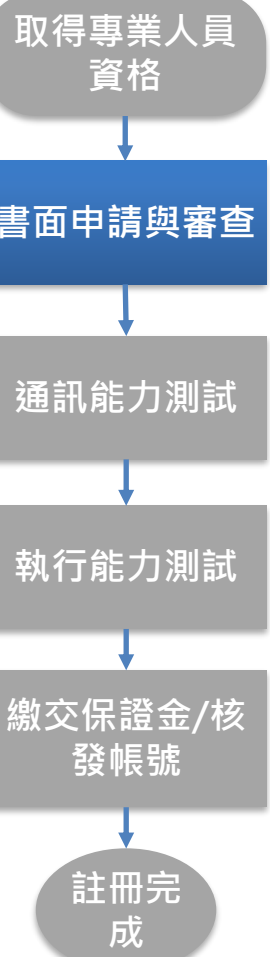 取得專業人員
資格
書面申請與審查
通訊能力測試
執行能力測試
繳交保證金/核
發帳號
註冊完
成